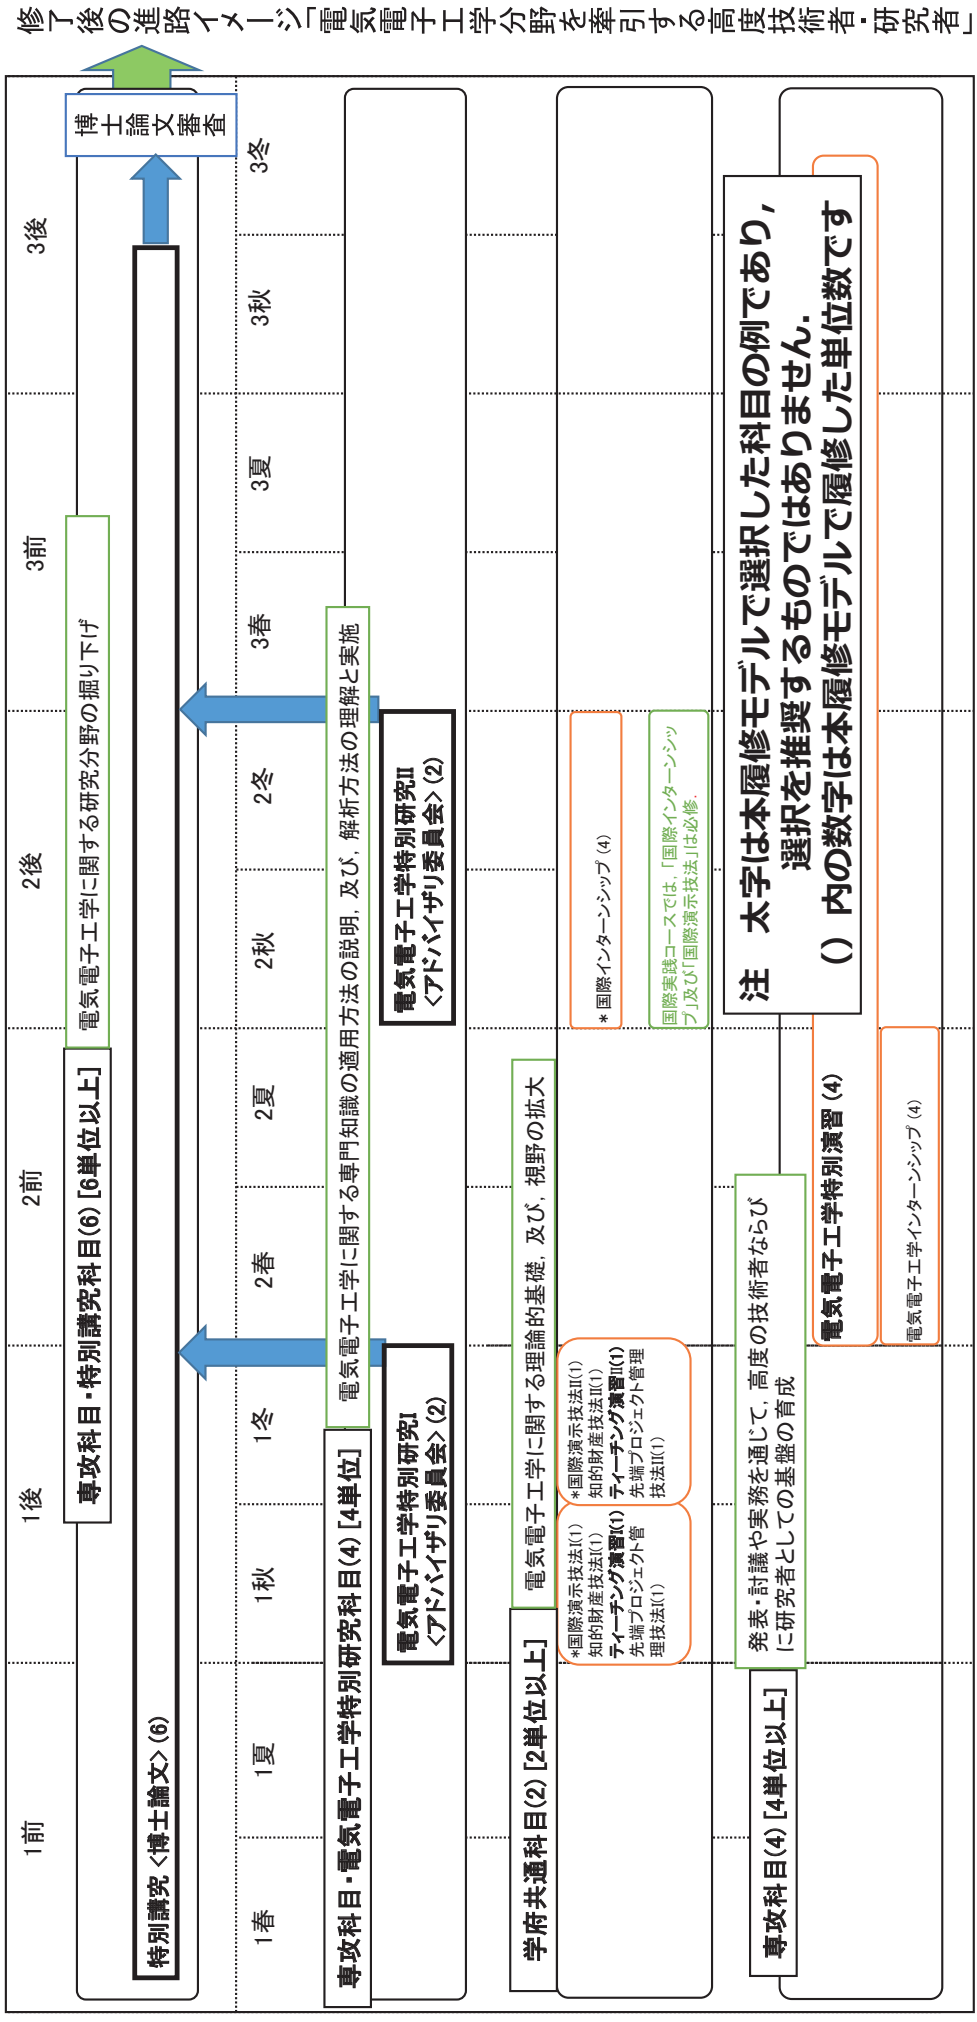 修了後の進路イメージ「電気電子工学分野を牽引する高度技術者・研究者」
1前
1後
2前
2後
3前
3後
専攻科目・特別講究科目(6) [6単位以上]
電気電子工学に関する研究分野の掘り下げ
特別講究 <博士論文> (6)
博士論文審査
1春
1夏
1秋
1冬
2春
2夏
2秋
2冬
3春
3夏
3秋
3冬
専攻科目・電気電子工学特別研究科目(4) [4単位]
電気電子工学に関する専門知識の適用方法の説明, 及び, 解析方法の理解と実施
電気電子工学特別研究I
<アドバイザリ委員会> (2)
電気電子工学特別研究II
<アドバイザリ委員会> (2)
学府共通科目(2) [2単位以上]
電気電子工学に関する理論的基礎, 及び, 視野の拡大
*国際演示技法I(1)
知的財産技法I(1)
ティーチング演習I(1)
先端プロジェクト管
理技法I(1)
*国際演示技法II(1)
知的財産技法II(1)
ティーチング演習II(1)
先端プロジェクト管理
技法II(1)
* 国際インターンシップ (4)
国際実践コースでは, 「国際インターンシッ
プ」及び「国際演示技法」は必修.
専攻科目(4) [4単位以上]
発表・討議や実務を通じて, 高度の技術者ならび
に研究者としての基盤の育成
電気電子工学特別演習 (4)
電気電子工学インターンシップ (4)
注 太字は本履修モデルで選択した科目の例であり,
選択を推奨するものではありません.
() 内の数字は本履修モデルで履修した単位数です